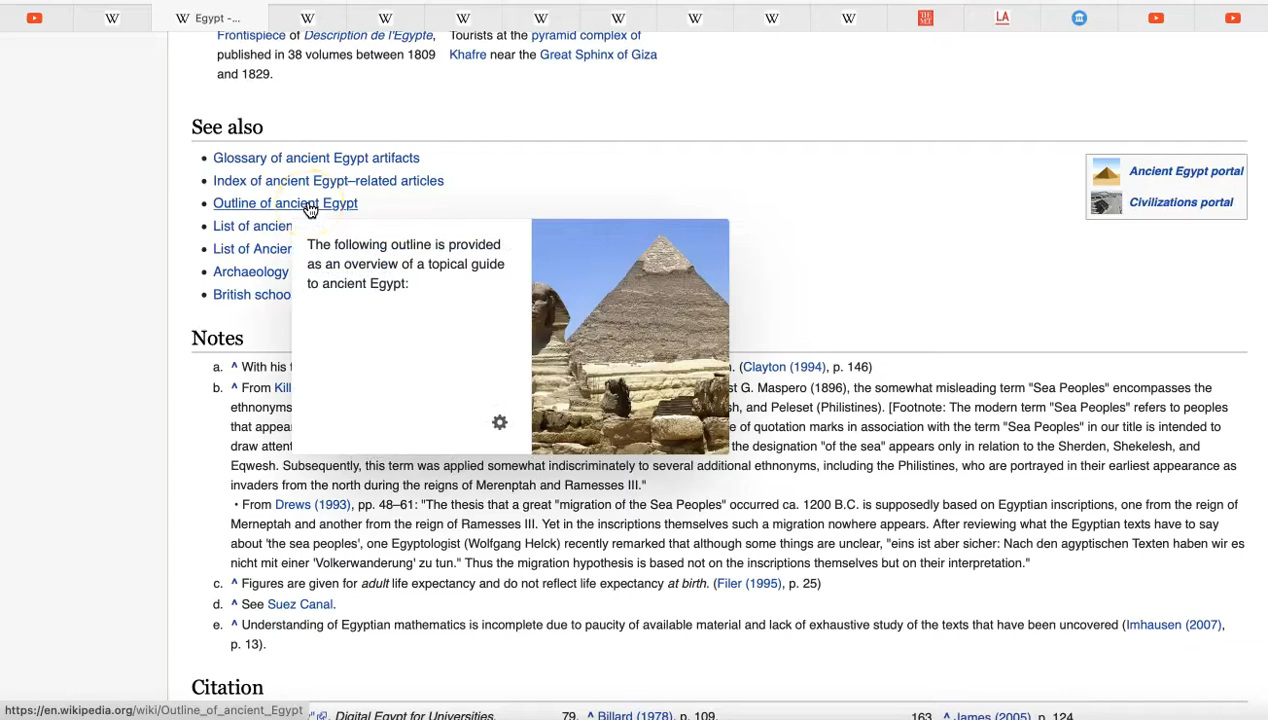 Egypt -...
Frontispiece of Description de l'Égypte,
published in 38 volumes between 1809
and 1829.
Tourists at the pyramid complex of
Khafre near the Great Sphinx of Giza
See also
Glossary of ancient Egypt artifacts
Index of ancient Egypt–related articles
Outline of ancient Egypt
List of ancien
List of Ancien
Archaeology
British schoo
Ancient Egypt portal
Civilizations portal
The following outline is provided
as an overview of a topical guide
to ancient Egypt:
Notes
a. ^ With his . (Clayton (1994), p. 146)
b. ^ From Kill st G. Maspero (1896), the somewhat misleading term "Sea Peoples" encompasses the
ethnonyms sh, and Peleset (Philistines). [Footnote: The modern term "Sea Peoples" refers to peoples
that appear e of quotation marks in association with the term "Sea Peoples" in our title is intended to
draw attent the designation "of the sea" appears only in relation to the Sherden, Shekelesh, and
Eqwesh. Subsequently, this term was applied somewhat indiscriminately to several additional ethnonyms, including the Philistines, who are portrayed in their earliest appearance as
invaders from the north during the reigns of Merenptah and Ramesses III."
• From Drews (1993), pp. 48–61: "The thesis that a great "migration of the Sea Peoples" occurred ca. 1200 B.C. is supposedly based on Egyptian inscriptions, one from the reign of
Merneptah and another from the reign of Ramesses III. Yet in the inscriptions themselves such a migration nowhere appears. After reviewing what the Egyptian texts have to say
about 'the sea peoples', one Egyptologist (Wolfgang Helck) recently remarked that although some things are unclear, "eins ist aber sicher: Nach den agyptischen Texten haben wir es
nicht mit einer 'Volkerwanderung' zu tun." Thus the migration hypothesis is based not on the inscriptions themselves but on their interpretation."
c. ^ Figures are given for adult life expectancy and do not reflect life expectancy at birth. (Filer (1995), p. 25)
d. ^ See Suez Canal.
e. ^ Understanding of Egyptian mathematics is incomplete due to paucity of available material and lack of exhaustive study of the texts that have been uncovered (Imhausen (2007),
p. 13).
Citation
https://en.wikipedia.org/wiki/Outline_of_ancient_Egypt
Digital Egypt for Universities.
79. ^ Billard (1978), p. 109.
163. ^ James (2005), p. 124.